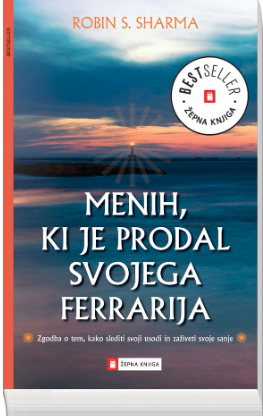 BESTSELLER
ROBIN S. SHARMA
BESTSELLER
ŽEPNA KNJIGA
MENIH,
KI JE PRODAL
SVOJEGA
FERRARIJA
Zgodba o tem, kako slediti svoji usodi in zaživeti svoje sanje
ŽEPNA KNJIGA